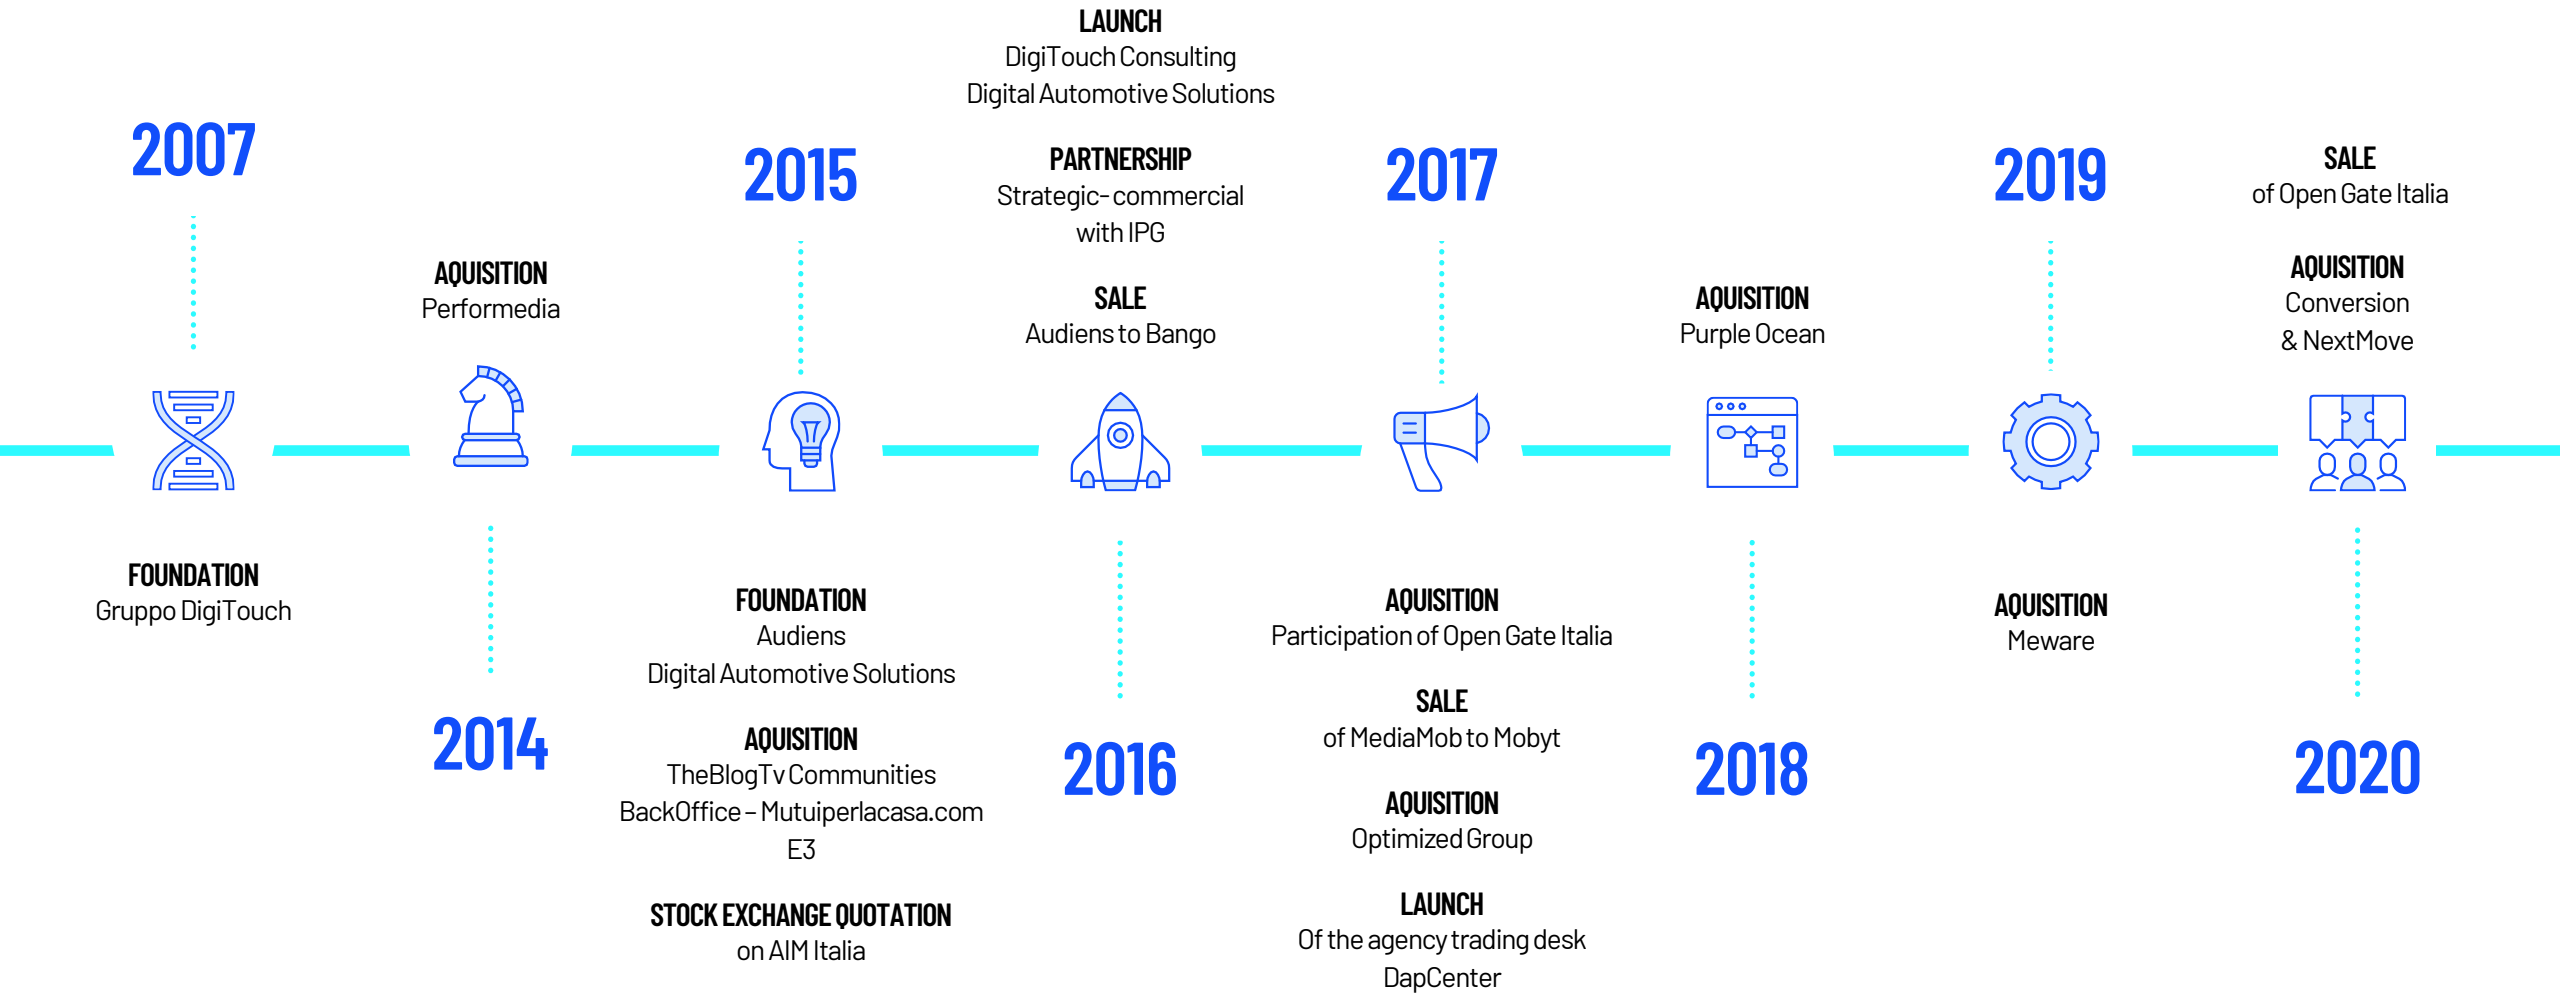 2007
FOUNDATION
Gruppo DigiTouch
AQUISITION
Performedia
2014
2015
FOUNDATION
Audiens
Digital Automotive Solutions
AQUISITION
TheBlogTv Communities
BackOffice – Mutuiperlacasa.com
E3
STOCK EXCHANGE QUOTATION
on AIM Italia
LAUNCH
DigiTouch Consulting
Digital Automotive Solutions
PARTNERSHIP
Strategic- commercial
with IPG
SALE
Audiens to Bango
2016
2017
AQUISITION
Participation of Open Gate Italia
SALE
of MediaMob to Mobyt
AQUISITION
Optimized Group
LAUNCH
Of the agency trading desk
DapCenter
AQUISITION
Purple Ocean
2018
2019
AQUISITION
Meware
SALE
of Open Gate Italia
AQUISITION
Conversion
& NextMove
2020